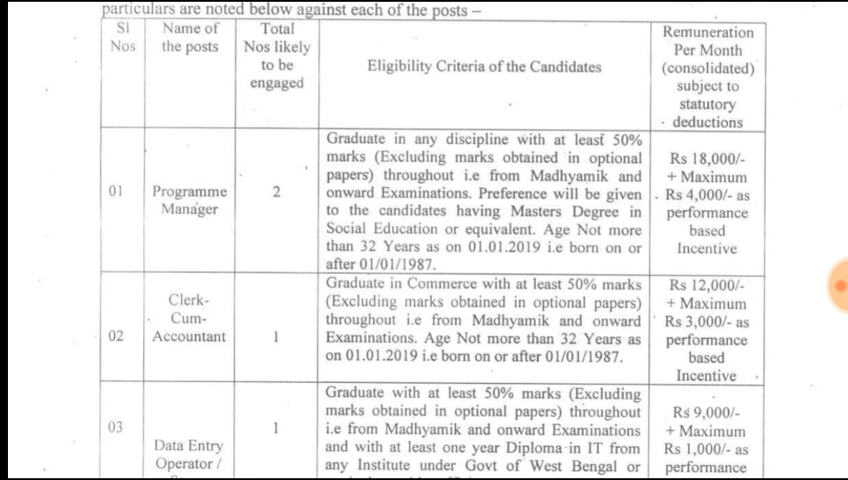 particulars are noted below against each of the posts –
Sl
Nos
Name of
the posts
Total
Nos likely
to be
engaged
Eligibility Criteria of the Candidates
Remuneration
Per Month
(consolidated)
subject to
statutory
deductions
01
Programme
Manager
2
Graduate in any discipline with at least 50%
marks (Excluding marks obtained in optional
papers) throughout i.e from Madhyamik and
onward Examinations. Preference will be given
to the candidates having Masters Degree in
Social Education or equivalent. Age Not more
than 32 Years as on 01.01.2019 i.e born on or
after 01/01/1987.
Rs 18,000/-
+ Maximum
Rs 4,000/- as
performance
based
Incentive
02
Clerk-
Cum-
Accountant
1
Graduate in Commerce with at least 50% marks
(Excluding marks obtained in optional papers)
throughout i.e from Madhyamik and onward
Examinations. Age Not more than 32 Years as
on 01.01.2019 i.e born on or after 01/01/1987.
Rs 12,000/-
+ Maximum
Rs 3,000/- as
performance
based
Incentive
03
Data Entry
Operator /
1
Graduate with at least 50% marks (Excluding
marks obtained in optional papers) throughout
i.e from Madhyamik and onward Examinations
and with at least one year Diploma in IT from
any Institute under Govt of West Bengal or
Rs 9,000/-
+ Maximum
Rs 1,000/- as
performance